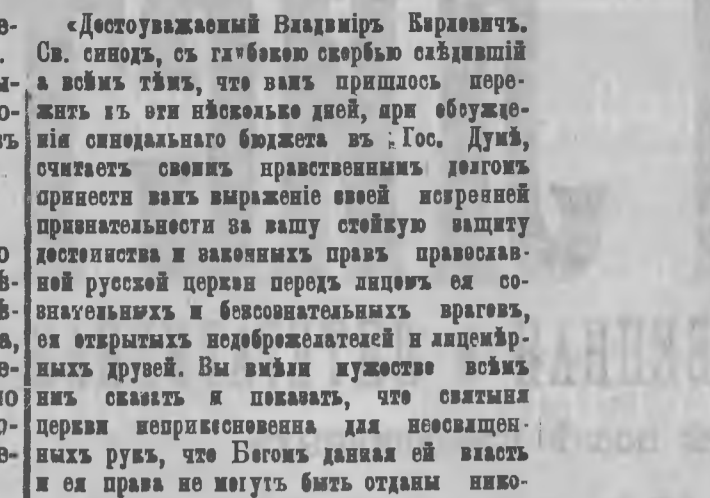 «Достоуважаемый Владиміръ Карловичъ.
Св. синодъ, съ глубокою скорбью слѣдившій
а всѣмъ тѣмъ, что вамъ пришлось пере-
жить въ эти нѣсколько дней, при обсужде-
нія синодальнаго бюджета въ Гос. Думѣ,
считаетъ своимъ нравственнымъ долгомъ
принести вамъ выраженіе своей искренней
признательности за вашу стойкую защиту
достоинства и законныхъ правъ православ-
ной русской церкви передъ лицомъ ея со-
знательныхъ и безсознательныхъ враговъ,
ея открытыхъ недоброжелателей и лицемѣр-
ныхъ друзей. Вы имѣли мужество всѣмъ
имъ сказать и показать, что святыня
церкви неприкосновенна для неосвящен-
ныхъ рукъ, что Богомъ данная ей власть
и ея права не могутъ быть отданы нико-